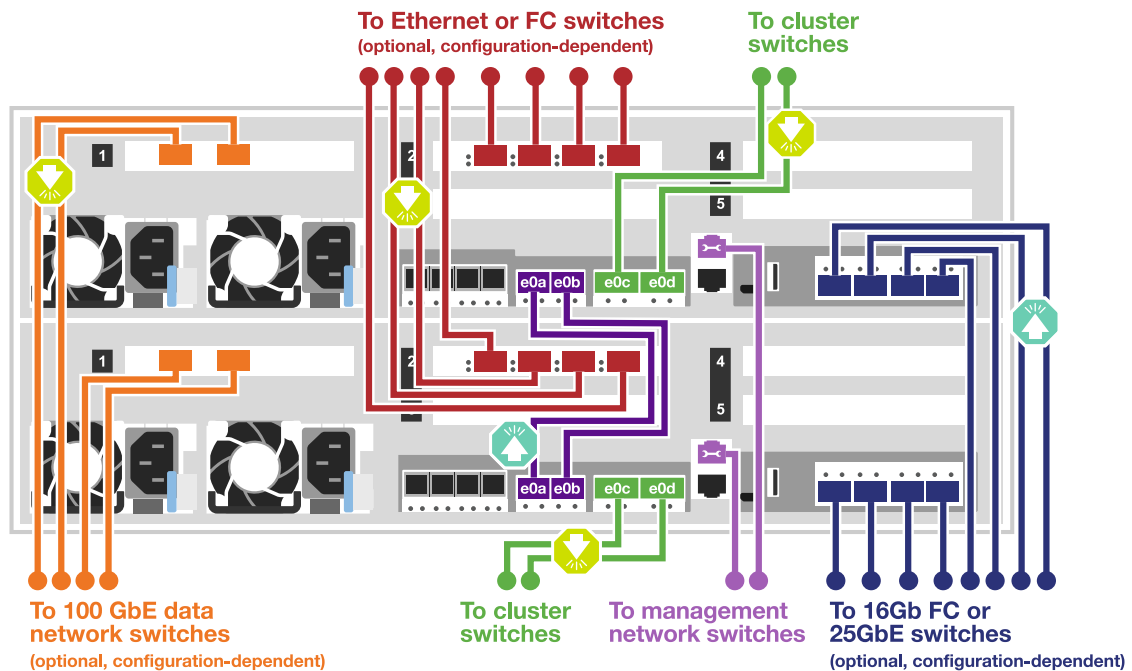 To Ethernet or FC switches
(optional, configuration-dependent)
To cluster
switches
1
2
4
5
e0a
e0b
e0c
e0d
1
2
4
5
e0a
e0b
e0c
e0d
To 100 GbE data
network switches
(optional, configuration-dependent)
To cluster
switches
To management
network switches
To 16Gb FC or
25GbE switches
(optional, configuration-dependent)